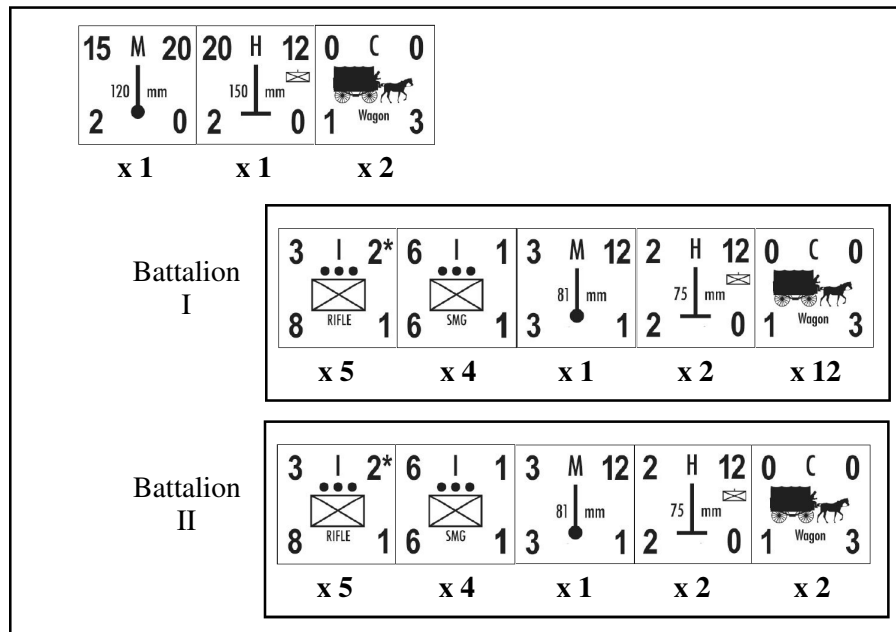 15 M 20 20 H 12 0 C 0
120 mm 150 mm
2 0 2 0 1 Wagon 3
x 1 x 1 x 2
Battalion
I
3 I 2* 6 I 1 3 M 12 2 H 12 0 C 0
81 mm 75 mm
8 RIFLE 1 6 SMG 1 3 1 2 0 1 Wagon 3
x 5 x 4 x 1 x 2 x 12
Battalion
II
3 I 2* 6 I 1 3 M 12 2 H 12 0 C 0
81 mm 75 mm
8 RIFLE 1 6 SMG 1 3 1 2 0 1 Wagon 3
x 5 x 4 x 1 x 2 x 2